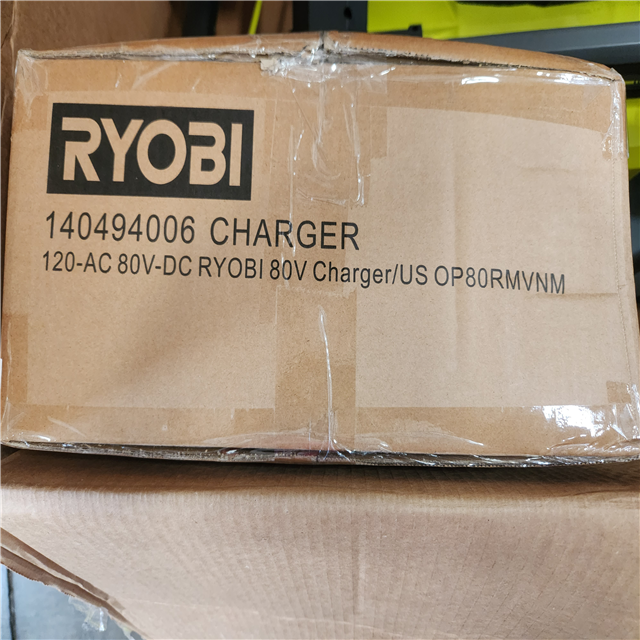 RYOBI
140494006 CHARGER
120-AC 80V-DC RYOBI 80V Charger/US OP80RMVNM